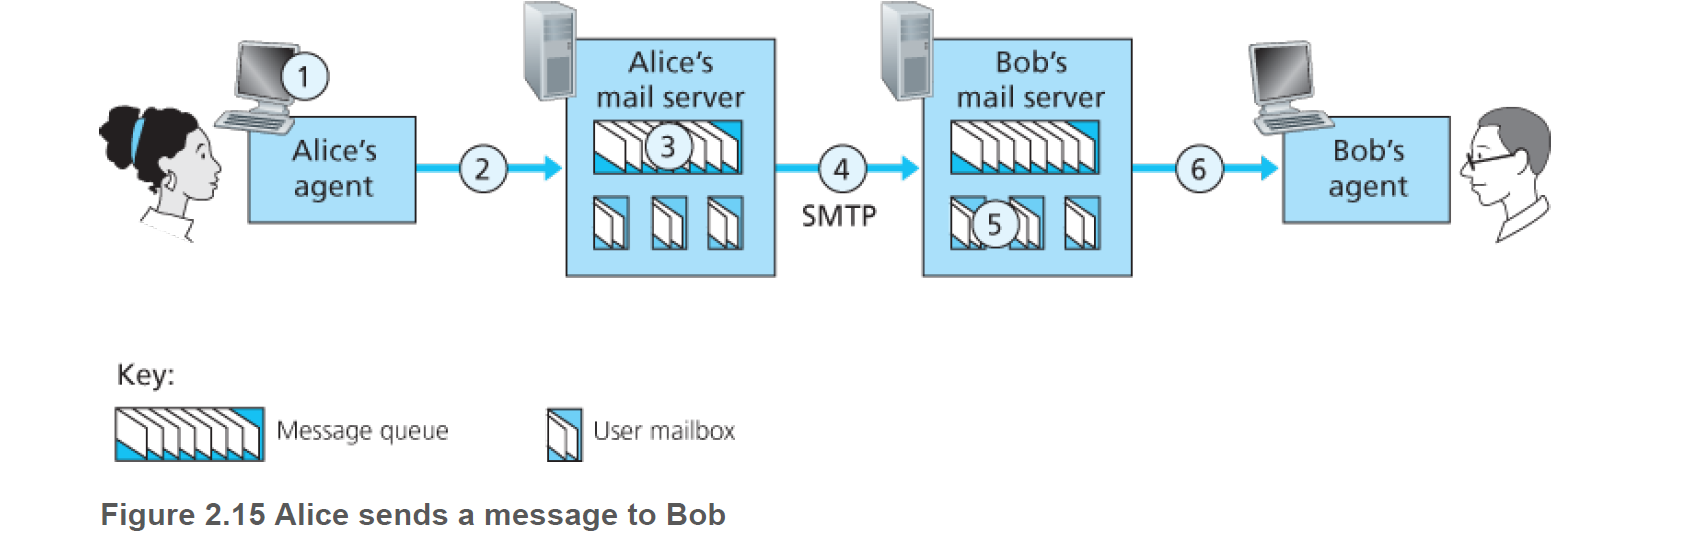 1
Alice's
agent
2
Alice's
mail server
3
4
SMTP
Bob's
mail server
5
6
Bob's
agent
Key:
Message queue
User mailbox
Figure 2.15 Alice sends a message to Bob